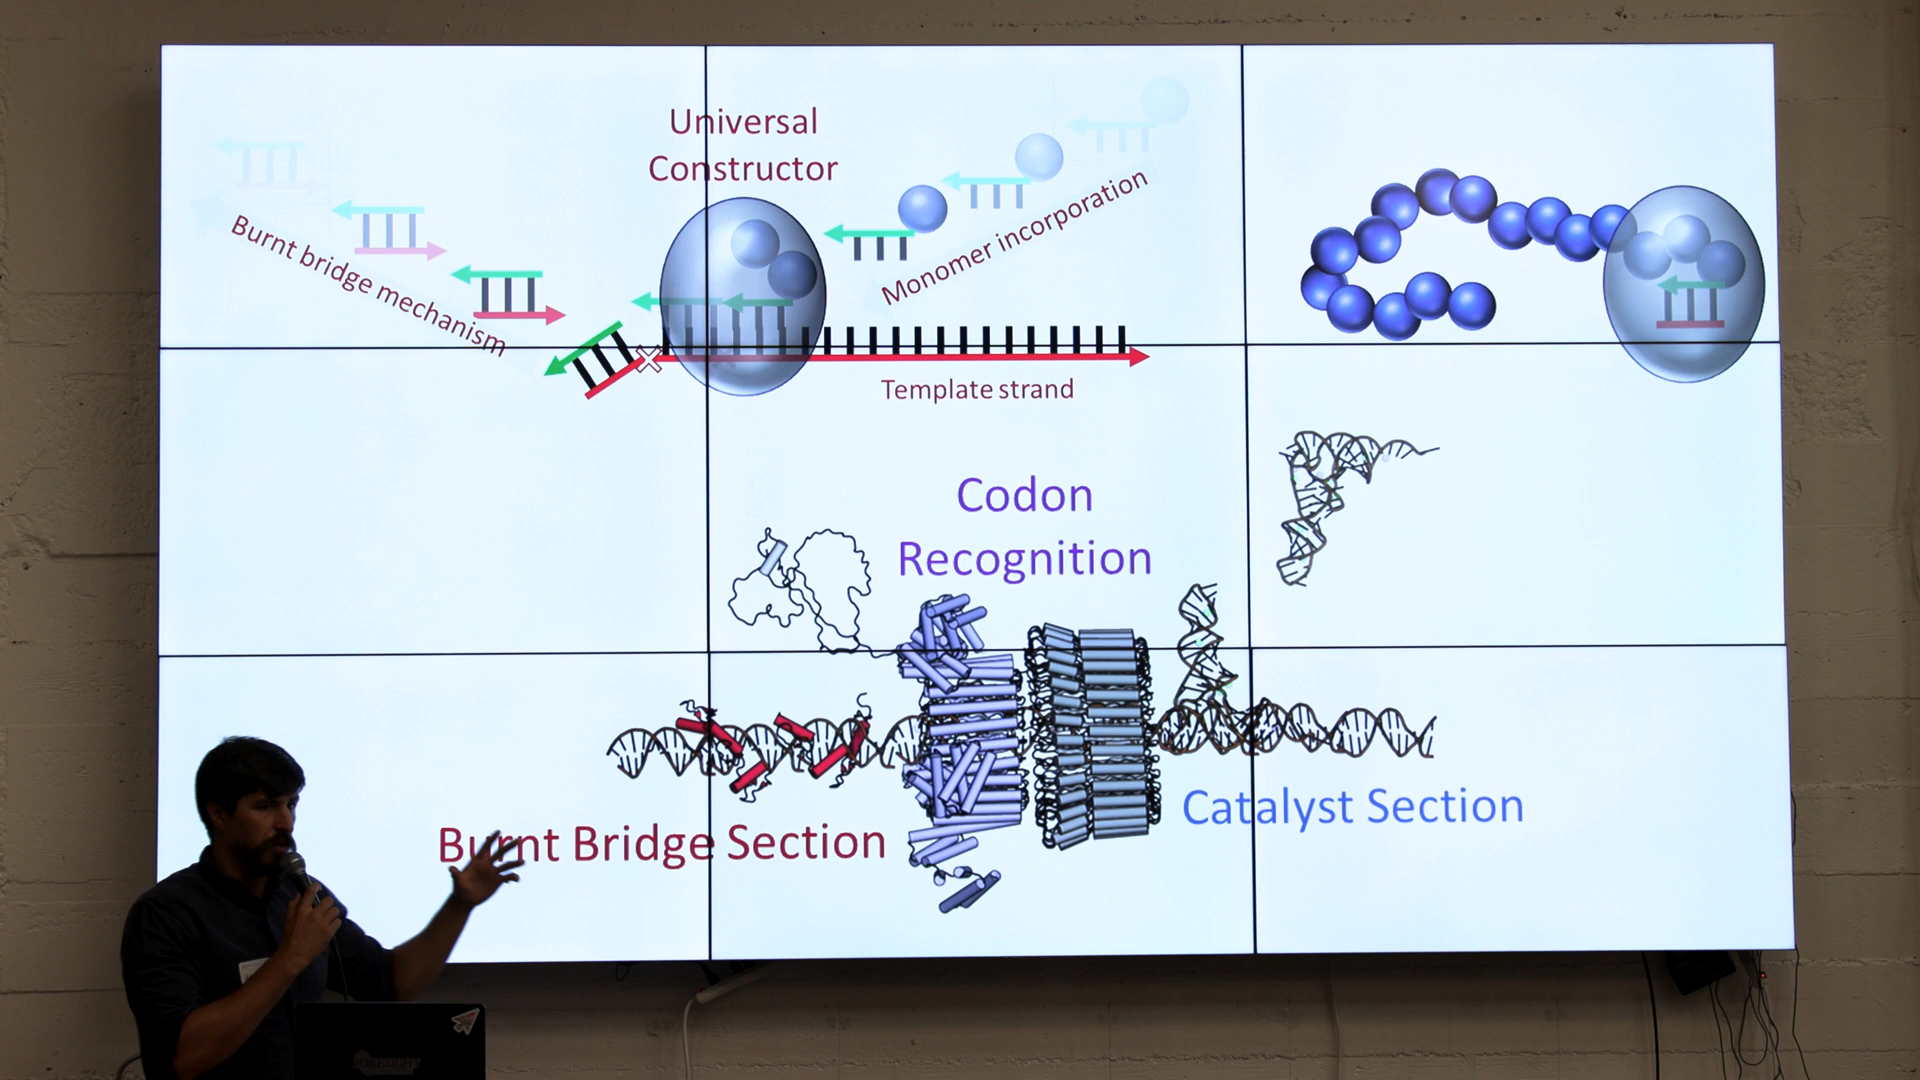 Universal
Constructor
Burnt bridge mechanism
Monomer incorporation
Template strand
Codon
Recognition
Burnt Bridge Section
Catalyst Section